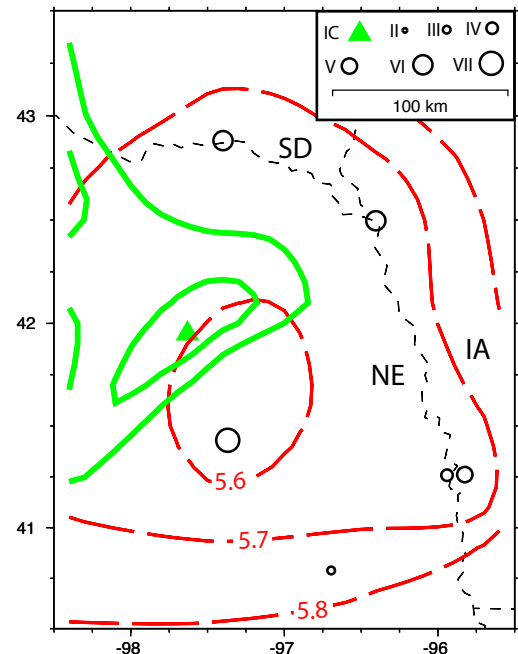 IC II III IV
V VI VII
100 km
43
SD
42
IA
NE
5.6
41
5.7
5.8
-98 -97 -96